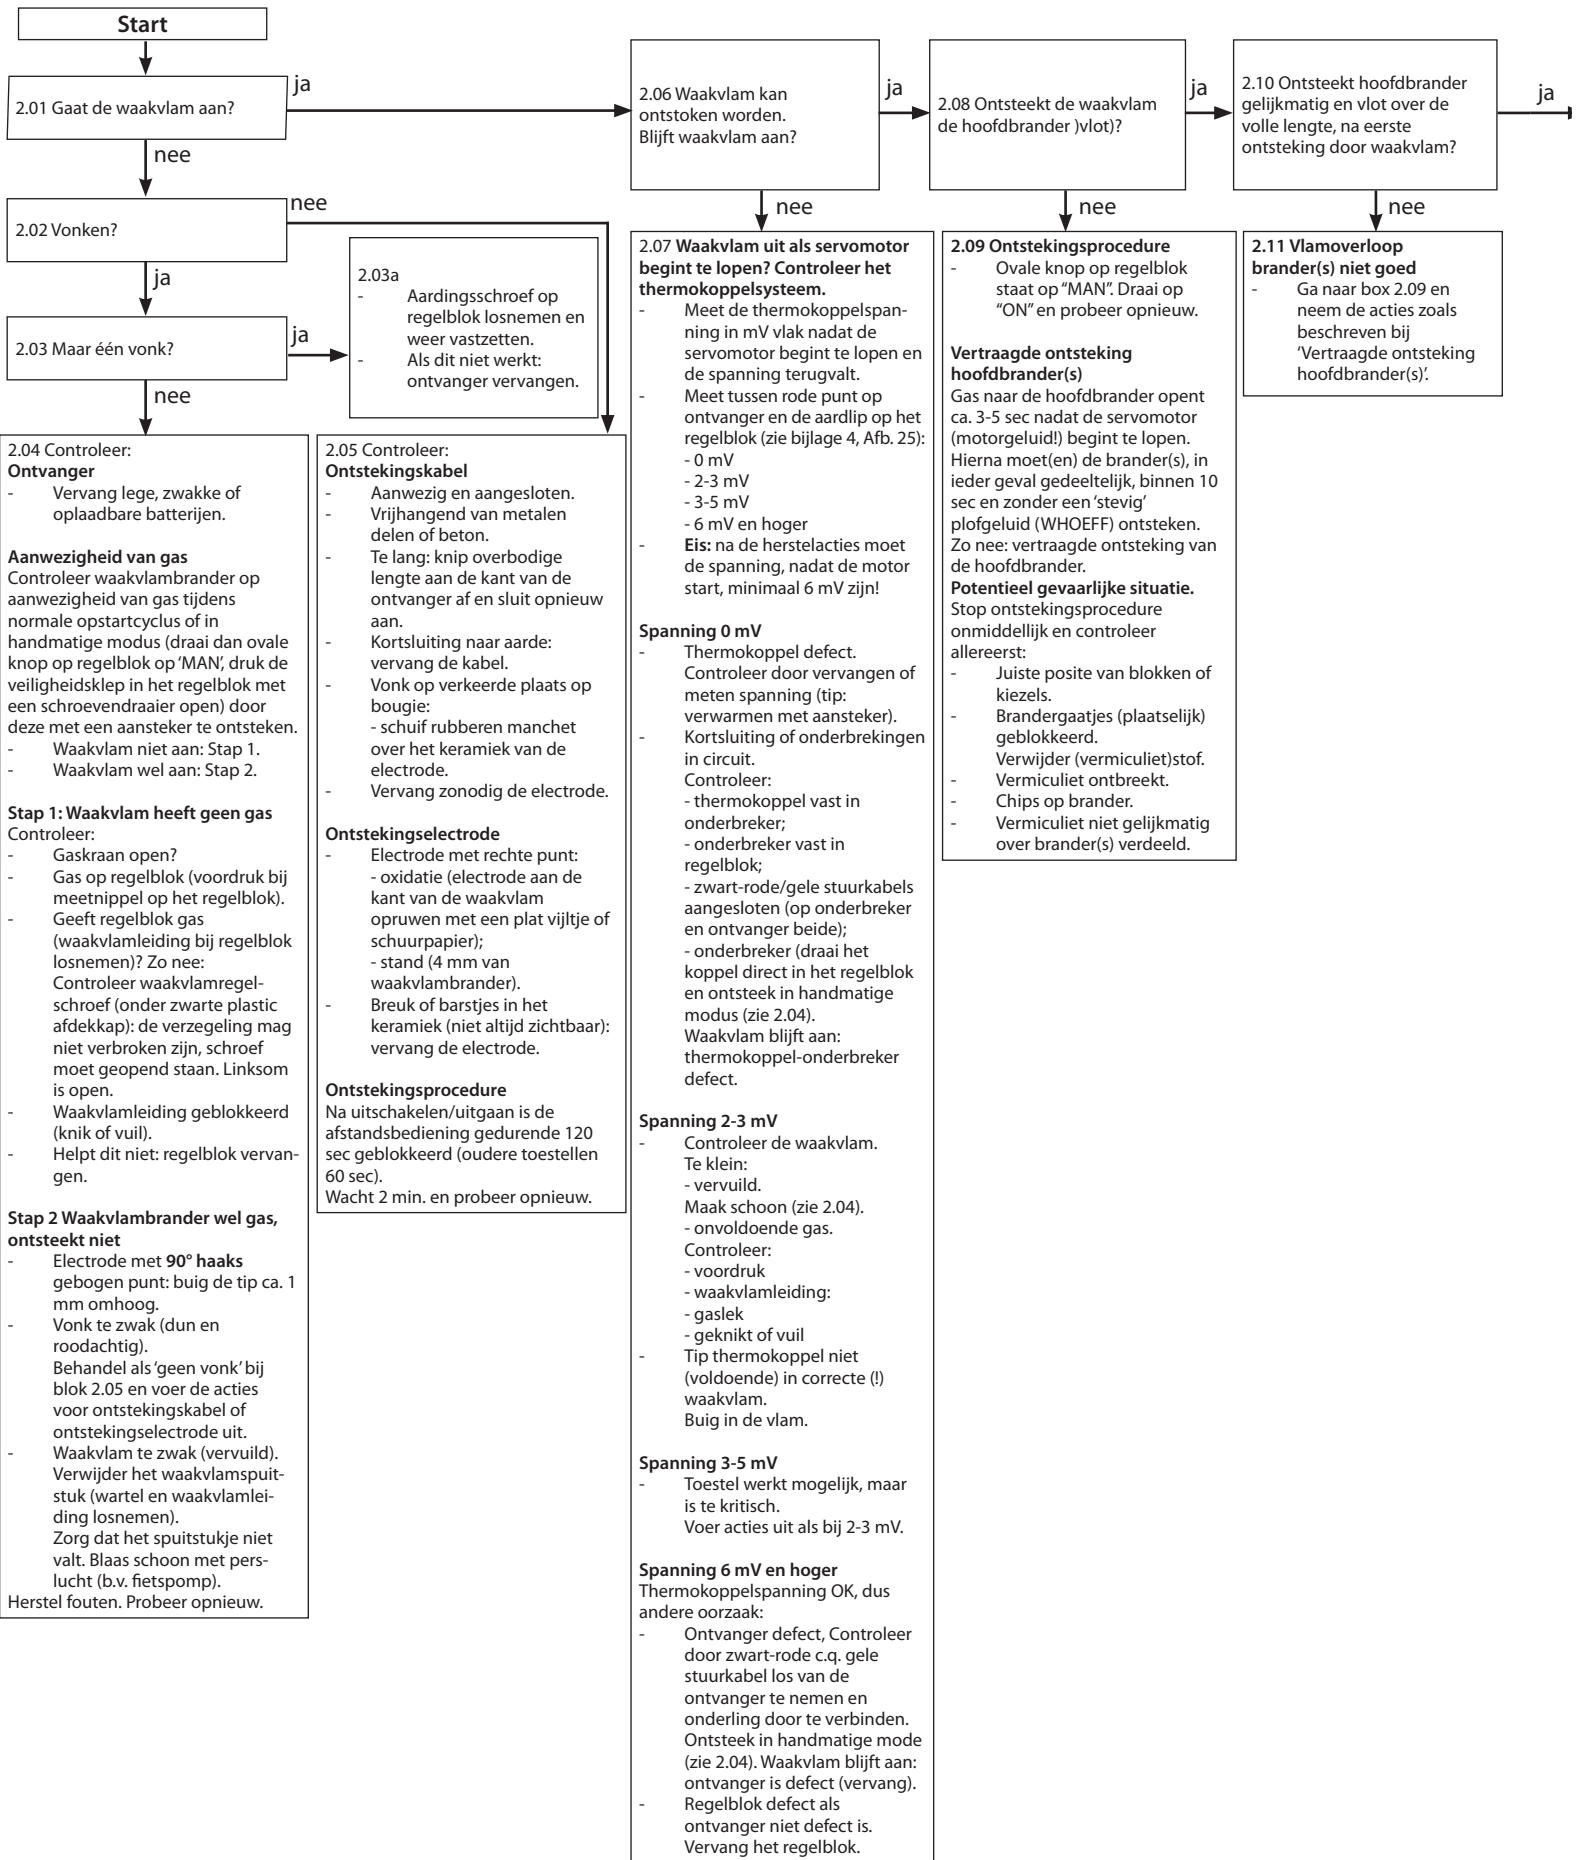 Start
2.01 Gaat de waakvlam aan?
ja
nee
2.02 Vonken?
nee
ja
2.03 Maar één vonk?
ja
nee
2.03a
- Aardingsschroef op
regelblok losnemen en
weer vastzetten.
- Als dit niet werkt:
ontvanger vervangen.
2.04 Controleer:
Ontvanger
- Vervang lege, zwakke of
oplaadbare batterijen.
Aanwezigheid van gas
Controleer waakvlambrander op
aanwezigheid van gas tijdens
normale opstartcyclus of in
handmatige modus (draai dan ovale
knop op regelblok op ‘MAN’, druk de
veiligheidsklep in het regelblok met
een schroevendraaier open) door
deze met een aansteker te ontsteken.
- Waakvlam niet aan: Stap 1.
- Waakvlam wel aan: Stap 2.
Stap 1: Waakvlam heeft geen gas
Controleer:
- Gaskraan open?
- Gas op regelblok (voordruk bij
meetnippel op het regelblok).
- Geeft regelblok gas
(waakvlamleiding bij regelblok
losnemen)? Zo nee:
Controleer waakvlamregel-
schroef (onder zwarte plastic
afdekkap): de verzegeling mag
niet verbroken zijn, schroef
moet geopend staan. Linksom
is open.
- Waakvlamleiding geblokkeerd
(knik of vuil).
- Helpt dit niet: regelblok vervan-
gen.
Stap 2 Waakvlambrander wel gas,
ontsteekt niet
- Electrode met 90° haaks
gebogen punt: buig de tip ca. 1
mm omhoog.
- Vonk te zwak (dun en
roodachtig).
Behandel als ‘geen vonk’ bij
blok 2.05 en voer de acties
voor ontstekingskabel of
ontstekingselectrode uit.
- Waakvlam te zwak (vervuild).
Verwijder het waakvlamspuit-
stuk (wartel en waakvlamlei-
ding losnemen).
Zorg dat het spuitstukje niet
valt. Blaas schoon met pers-
lucht (b.v. fietspomp).
Herstel fouten. Probeer opnieuw.
2.05 Controleer:
Ontstekingskabel
- Aanwezig en aangesloten.
- Vrijhangend van metalen
delen of beton.
- Te lang: knip overbodige
lengte aan de kant van de
ontvanger af en sluit opnieuw
aan.
- Kortsluiting naar aarde:
vervang de kabel.
- Vonk op verkeerde plaats op
bougie:
- schuif rubberen manchet
over het keramiek van de
electrode.
- Vervang zonodig de electrode.
Ontstekingselectrode
- Electrode met rechte punt:
- oxidatie (electrode aan de
kant van de waakvlam
opruwen met een plat vijltje of
schuurpapier);
- stand (4 mm van
waakvlambrander).
- Breuk of barstjes in het
keramiek (niet altijd zichtbaar):
vervang de electrode.
Ontstekingsprocedure
Na uitschakelen/uitgaan is de
afstandsbediening gedurende 120
sec geblokkeerd (oudere toestellen
60 sec).
Wacht 2 min. en probeer opnieuw.
2.06 Waakvlam kan
ontstoken worden.
Blijft waakvlam aan?
ja
nee
2.07 Waakvlam uit als servomotor
begint te lopen? Controleer het
thermokoppelsysteem.
- Meet de thermokoppelspan-
ning in mV vlak nadat de
servomotor begint te lopen en
de spanning terugvalt.
- Meet tussen rode punt op
ontvanger en de aardlip op het
regelblok (zie bijlage 4, Afb. 25):
- 0 mV
- 2-3 mV
- 3-5 mV
- 6 mV en hoger
- Eis: na de herstelacties moet
de spanning, nadat de motor
start, minimaal 6 mV zijn!
Spanning 0 mV
- Thermokoppel defect.
Controleer door vervangen of
meten spanning (tip:
verwarmen met aansteker).
- Kortsluiting of onderbrekingen
in circuit.
Controleer:
- thermokoppel vast in
onderbreker;
- onderbreker vast in
regelblok;
- zwart-rode/gele stuurkabels
aangesloten (op onderbreker
en ontvanger beide);
- onderbreker (draai het
koppel direct in het regelblok
en ontsteek in handmatige
modus (zie 2.04).
Waakvlam blijft aan:
thermokoppel-onderbreker
defect.
Spanning 2-3 mV
- Controleer de waakvlam.
Te klein:
- vervuild.
Maak schoon (zie 2.04).
- onvoldoende gas.
Controleer:
- voordruk
- waakvlamleiding:
- gaslek
- geknikt of vuil
- Tip thermokoppel niet
(voldoende) in correcte (!)
waakvlam.
Buig in de vlam.
Spanning 3-5 mV
- Toestel werkt mogelijk, maar
is te kritisch.
Voer acties uit als bij 2-3 mV.
Spanning 6 mV en hoger
Thermokoppelspanning OK, dus
andere oorzaak:
- Ontvanger defect, Controleer
door zwart-rode c.q. gele
stuurkabel los van de
ontvanger te nemen en
onderling door te verbinden.
Ontsteek in handmatige mode
(zie 2.04). Waakvlam blijft aan:
ontvanger is defect (vervang).
- Regelblok defect als
ontvanger niet defect is.
Vervang het regelblok.
2.08 Ontsteekt de waakvlam
de hoofdbrander )vlot)?
ja
nee
2.09 Ontstekingsprocedure
- Ovale knop op regelblok
staat op “MAN”. Draai op
“ON” en probeer opnieuw.
Vertraagde ontsteking
hoofdbrander(s)
Gas naar de hoofdbrander opent
ca. 3-5 sec nadat de servomotor
(motorgeluid!) begint te lopen.
Hierna moet(en) de brander(s), in
ieder geval gedeeltelijk, binnen 10
sec en zonder een ‘stevig’
plofgeluid (WHOEFF) ontsteken.
Zo nee: vertraagde ontsteking van
de hoofdbrander.
Potentieel gevaarlijke situatie.
Stop ontstekingsprocedure
onmiddellijk en controleer
allereerst:
- Juiste posite van blokken of
kiezels.
- Brandergaatjes (plaatselijk)
geblokkeerd.
Verwijder (vermiculiet)stof.
- Vermiculiet ontbreekt.
- Chips op brander.
- Vermiculiet niet gelijkmatig
over brander(s) verdeeld.
2.10 Ontsteekt hoofdbrander
gelijkmatig en vlot over de
volle lengte, na eerste
ontsteking door waakvlam?
ja
nee
2.11 Vlamoverloop
brander(s) niet goed
- Ga naar box 2.09 en
neem de acties zoals
beschreven bij
‘Vertraagde ontsteking
hoofdbrander(s)’.